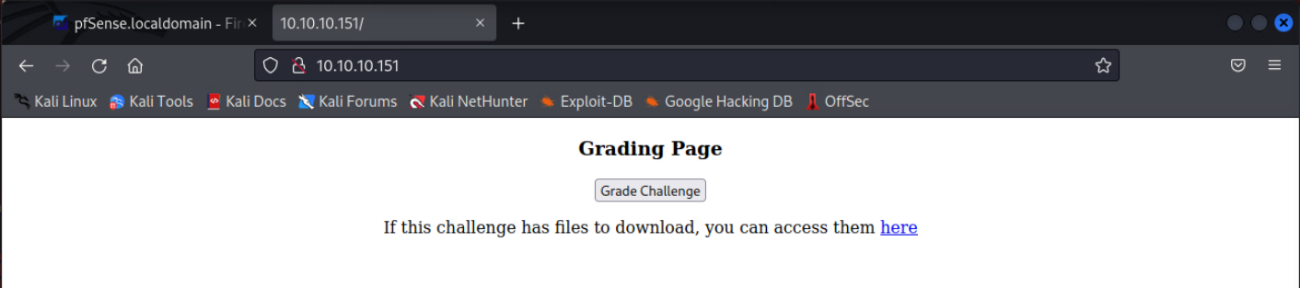 pfSense.localdomain - Fir
10.10.10.151/
10.10.10.151
Kali Linux Kali Tools Kali Docs Kali Forums Kali NetHunter Exploit-DB Google Hacking DB OffSec
Grading Page
Grade Challenge
If this challenge has files to download, you can access them here